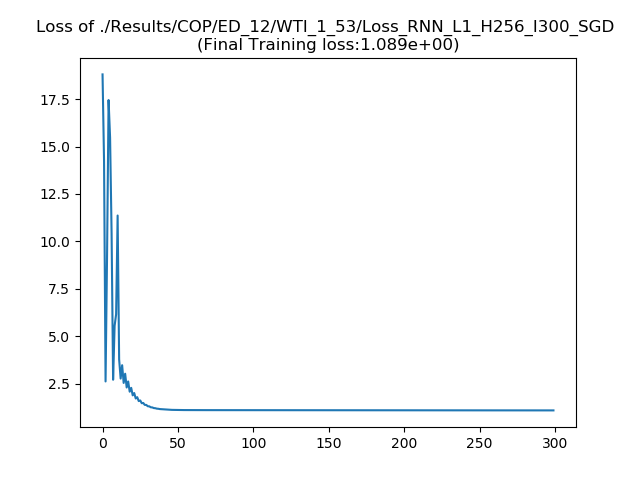 Loss of ./Results/COP/ED_12/WTI_1_53/Loss_RNN_L1_H256_I300_SGD
(Final Training loss:1.089e+00)
17.5
15.0
12.5
10.0
7.5
5.0
2.5
0 50 100 150 200 250 300